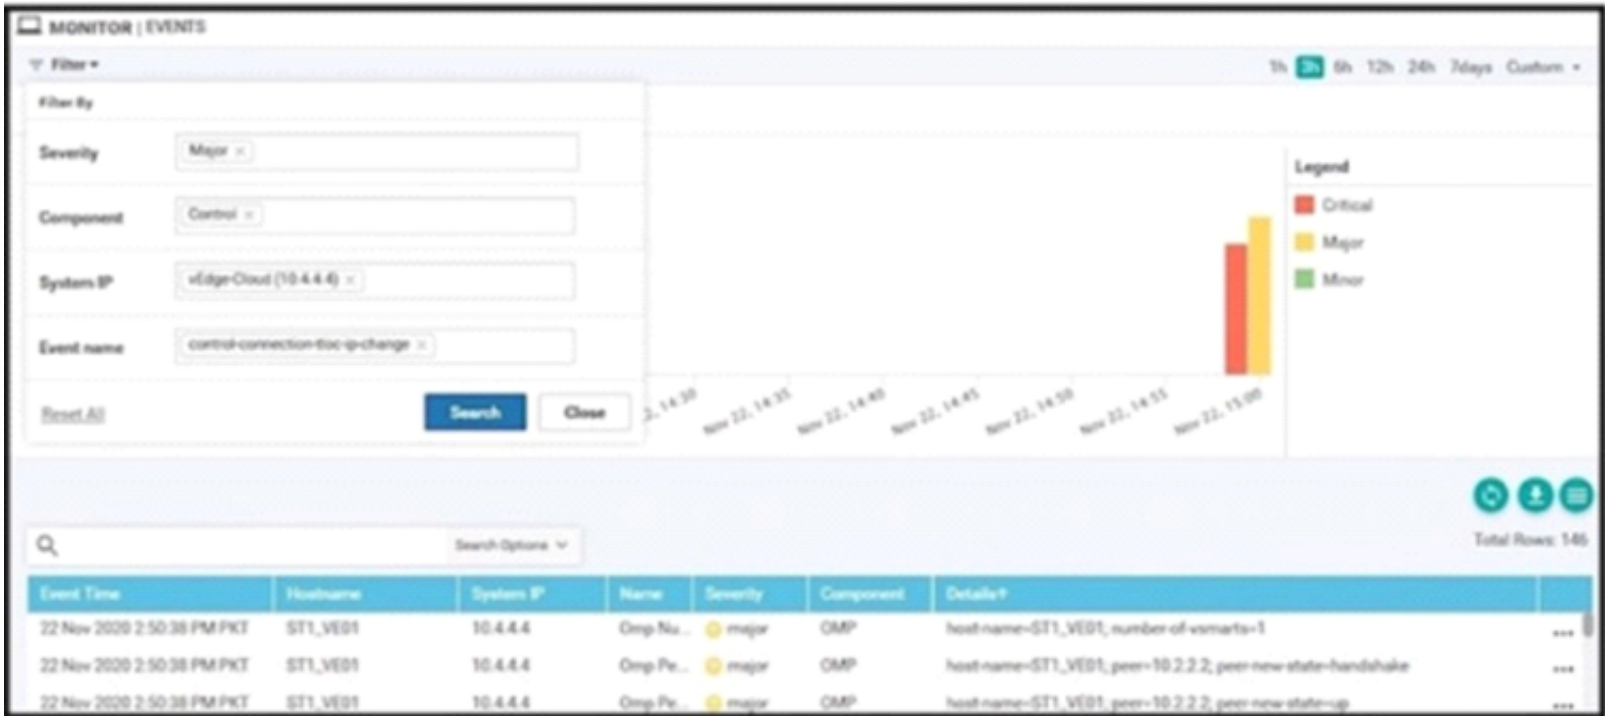 MONITOR | EVENTS
Filter
1h 3h 6h 12h 24h 7days Custom
Filter By
Severity Major ×
Component Control ×
System IP vEdge-Cloud (10.4.4.4) ×
Event name control-connection-tloc-ip-change ×
Reset All Search Close
Legend
Critical
Major
Minor
2, 14:30 Nov 22, 14:35 Nov 22, 14:40 Nov 22, 14:45 Nov 22, 14:50 Nov 22, 14:55 Nov 22, 15:00
Search Options
Total Rows: 146
Event Time Hostname System IP Name Severity Component Details↑
22 Nov 2020 2:50:38 PM PKT ST1_VE01 10.4.4.4 Omp Nu... major OMP host-name=ST1_VE01; number-of-vsmarts=1 ...
22 Nov 2020 2:50:38 PM PKT ST1_VE01 10.4.4.4 Omp Pe... major OMP host-name=ST1_VE01; peer=10.2.2.2; peer-new-state=handshake ...
22 Nov 2020 2:50:38 PM PKT ST1_VE01 10.4.4.4 Omp Pe... major OMP host-name=ST1_VE01; peer=10.2.2.2; peer-new-state=up ...